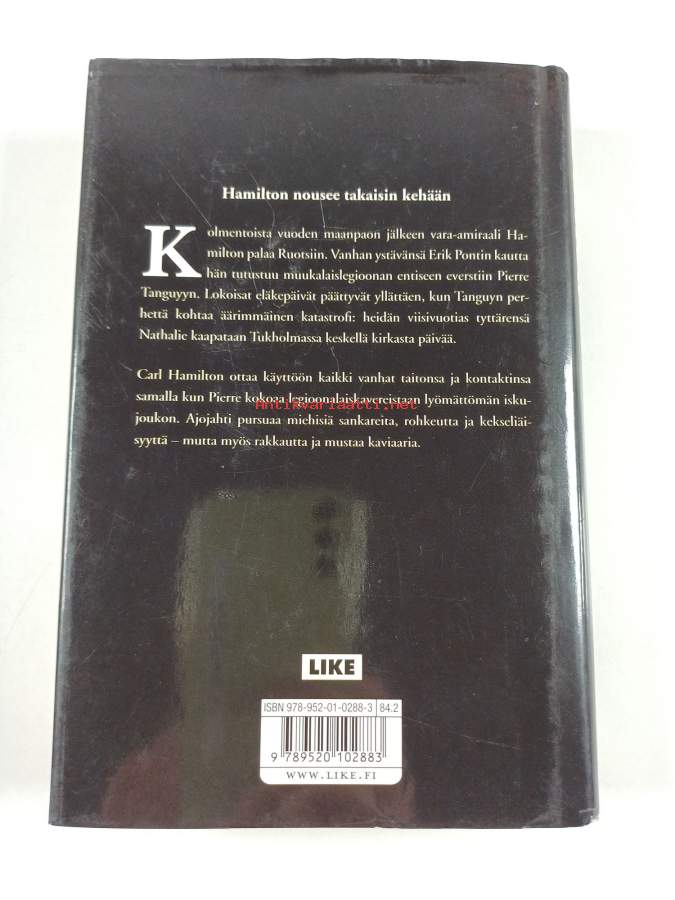 Hamilton nousee takaisin kehään
Kolmentoista vuoden maanpaon jälkeen vara-amiraali Ha-
milton palaa Ruotsiin. Vanhan ystävänsä Erik Pontin kautta
hän tutustuu muukalaislegioonan entiseen everstiin Pierre
Tanguyyn. Lokoisat eläkepäivät päättyvät yllättäen, kun Tanguyn per-
hettä kohtaa äärimmäinen katastrofi: heidän viisivuotias tyttärensä
Nathalie kaapataan Tukholmassa keskellä kirkasta päivää.
Carl Hamilton ottaa käyttöön kaikki vanhat taitonsa ja kontaktinsa
samalla kun Pierre kokoaa legioonalaiskavereistaan lyömättömän isku-
Antikvariaatti.net
joukon. Ajojahti pursuaa miehisiä sankareita, rohkeutta ja kekseliäi-
syyttä – mutta myös rakkautta ja mustaa kaviaaria.
LIKE
ISBN 978-952-01-0288-3 84.2
9 789520 102883
WWW.LIKE.FI